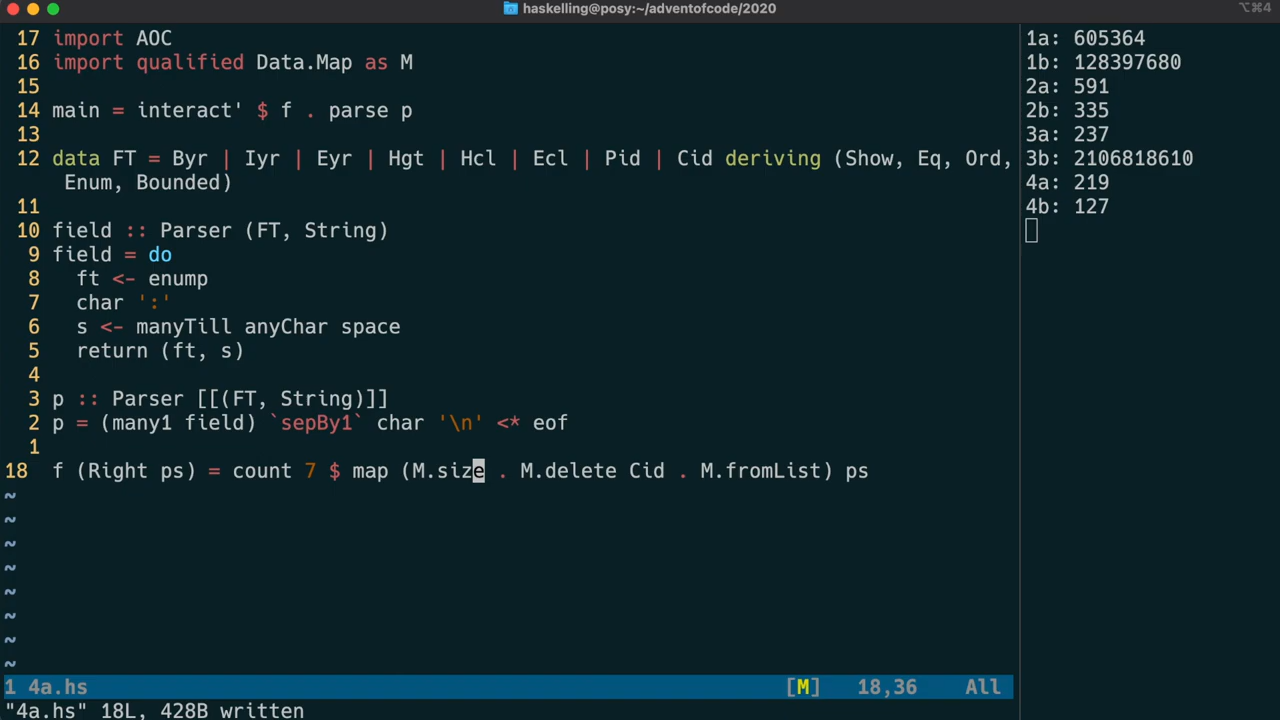 haskelling@posy:~/adventofcode/2020
⌥⌘4
17 import AOC
16 import qualified Data.Map as M
15
14 main = interact' $ f . parse p
13
12 data FT = Byr | Iyr | Eyr | Hgt | Hcl | Ecl | Pid | Cid deriving (Show, Eq, Ord,
Enum, Bounded)
11
10 field :: Parser (FT, String)
9 field = do
8 ft <- enump
7 char ':'
6 s <- manyTill anyChar space
5 return (ft, s)
4
3 p :: Parser [[(FT, String)]]
2 p = (many1 field) `sepBy1` char '\n' <* eof
1
18 f (Right ps) = count 7 $ map (M.size . M.delete Cid . M.fromList) ps
~
~
~
~
~
~
~
~
1 4a.hs [M] 18,36 All
"4a.hs" 18L, 428B written
1a: 605364
1b: 128397680
2a: 591
2b: 335
3a: 237
3b: 2106818610
4a: 219
4b: 127